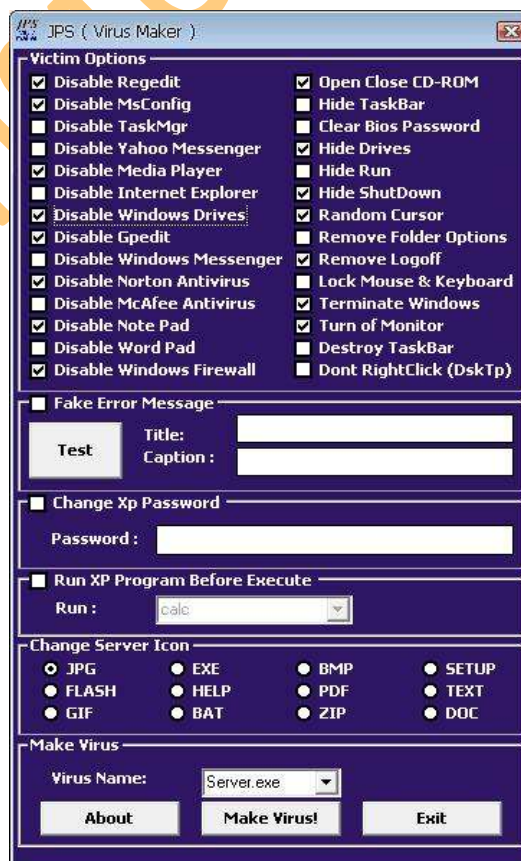 JPS ( Virus Maker )
Victim Options
Disable Regedit
Disable MsConfig
Disable TaskMgr
Disable Yahoo Messenger
Disable Media Player
Disable Internet Explorer
Disable Windows Drives
Disable Gpedit
Disable Windows Messenger
Disable Norton Antivirus
Disable McAfee Antivirus
Disable Note Pad
Disable Word Pad
Disable Windows Firewall
Open Close CD-ROM
Hide TaskBar
Clear Bios Password
Hide Drives
Hide Run
Hide ShutDown
Random Cursor
Remove Folder Options
Remove Logoff
Lock Mouse & Keyboard
Terminate Windows
Turn of Monitor
Destroy TaskBar
Dont RightClick (DskTp)
Fake Error Message
Test
Title:
Caption :
Change Xp Password
Password :
Run XP Program Before Execute
Run :
calc
Change Server Icon
JPG EXE BMP SETUP
FLASH HELP PDF TEXT
GIF BAT ZIP DOC
Make Virus
Virus Name:
Server.exe
About Make Virus! Exit